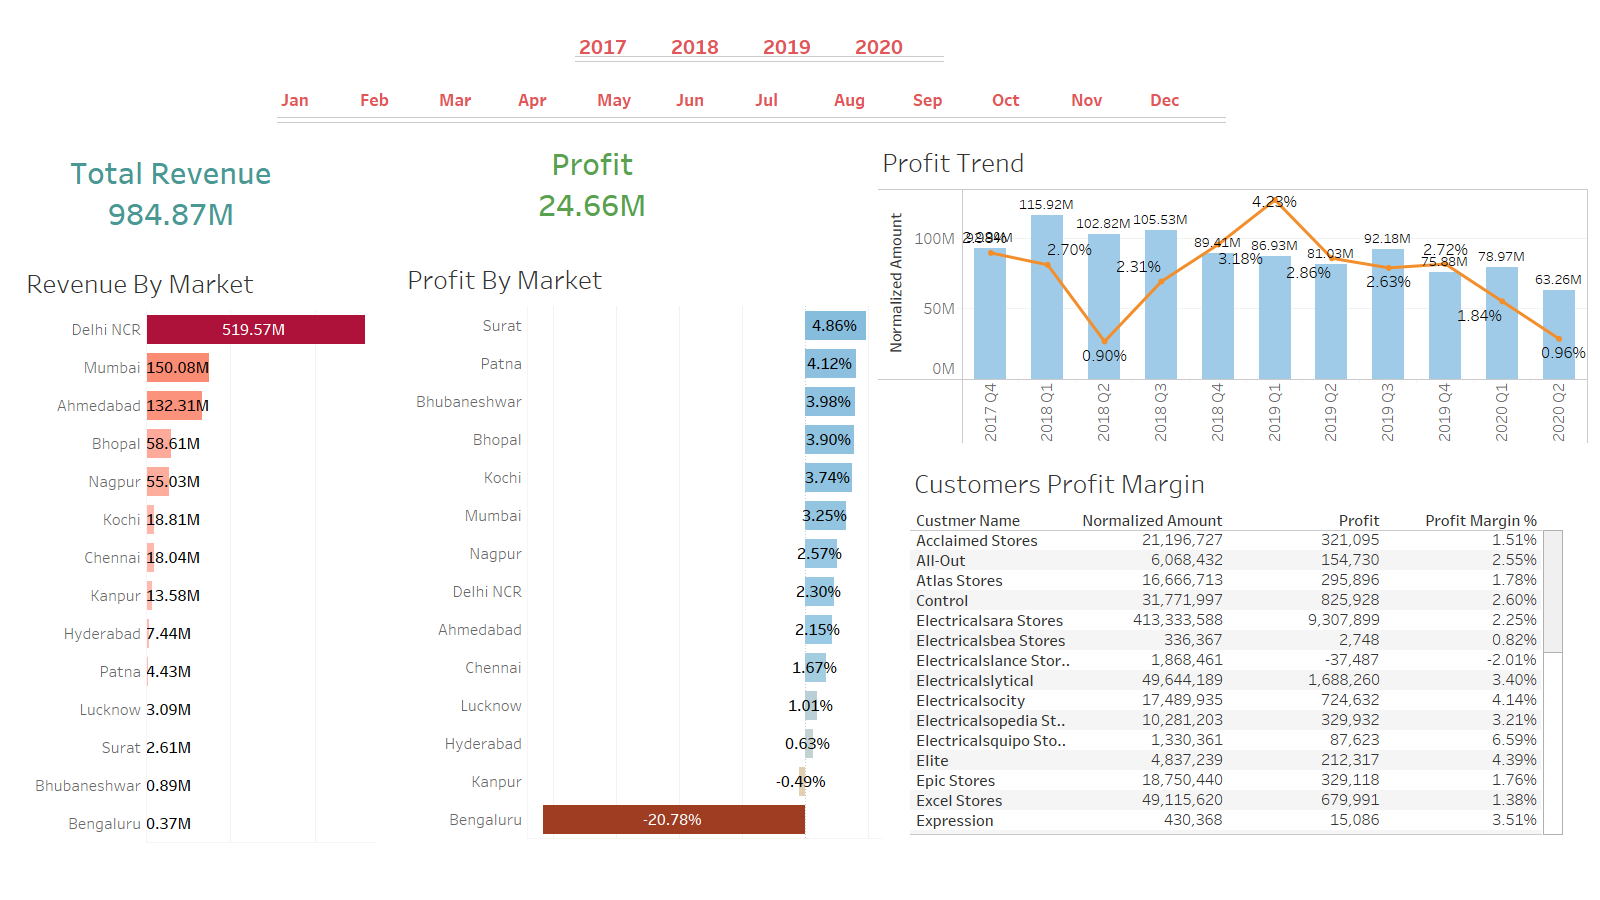 2017 2018 2019 2020
Jan Feb Mar Apr May Jun Jul Aug Sep Oct Nov Dec
Total Revenue
984.87M
Profit
24.66M
Revenue By Market
Delhi NCR 519.57M
Mumbai 150.08M
Ahmedabad 132.31M
Bhopal 58.61M
Nagpur 55.03M
Kochi 18.81M
Chennai 18.04M
Kanpur 13.58M
Hyderabad 7.44M
Patna 4.43M
Lucknow 3.09M
Surat 2.61M
Bhubaneshwar 0.89M
Bengaluru 0.37M
Profit By Market
Surat 4.86%
Patna 4.12%
Bhubaneshwar 3.98%
Bhopal 3.90%
Kochi 3.74%
Mumbai 3.25%
Nagpur 2.57%
Delhi NCR 2.30%
Ahmedabad 2.15%
Chennai 1.67%
Lucknow 1.01%
Hyderabad 0.63%
Kanpur -0.49%
Bengaluru -20.78%
Profit Trend
Normalized Amount
100M
50M
0M
115.92M 102.82M 105.53M 89.41M 86.93M 81.03M 92.18M 75.88M 78.97M 63.26M
2.70% 0.90% 2.31% 3.18% 4.23% 2.86% 2.63% 2.72% 1.84% 0.96%
2017 Q4 2018 Q1 2018 Q2 2018 Q3 2018 Q4 2019 Q1 2019 Q2 2019 Q3 2019 Q4 2020 Q1 2020 Q2
Customers Profit Margin
Custmer Name Normalized Amount Profit Profit Margin %
Acclaimed Stores 21,196,727 321,095 1.51%
All-Out 6,068,432 154,730 2.55%
Atlas Stores 16,666,713 295,896 1.78%
Control 31,771,997 825,928 2.60%
Electricalsara Stores 413,333,588 9,307,899 2.25%
Electricalsbea Stores 336,367 2,748 0.82%
Electricalslance Stor.. 1,868,461 -37,487 -2.01%
Electricalslytical 49,644,189 1,688,260 3.40%
Electricalsocity 17,489,935 724,632 4.14%
Electricalsopedia St.. 10,281,203 329,932 3.21%
Electricalsquipo Sto.. 1,330,361 87,623 6.59%
Elite 4,837,239 212,317 4.39%
Epic Stores 18,750,440 329,118 1.76%
Excel Stores 49,115,620 679,991 1.38%
Expression 430,368 15,086 3.51%